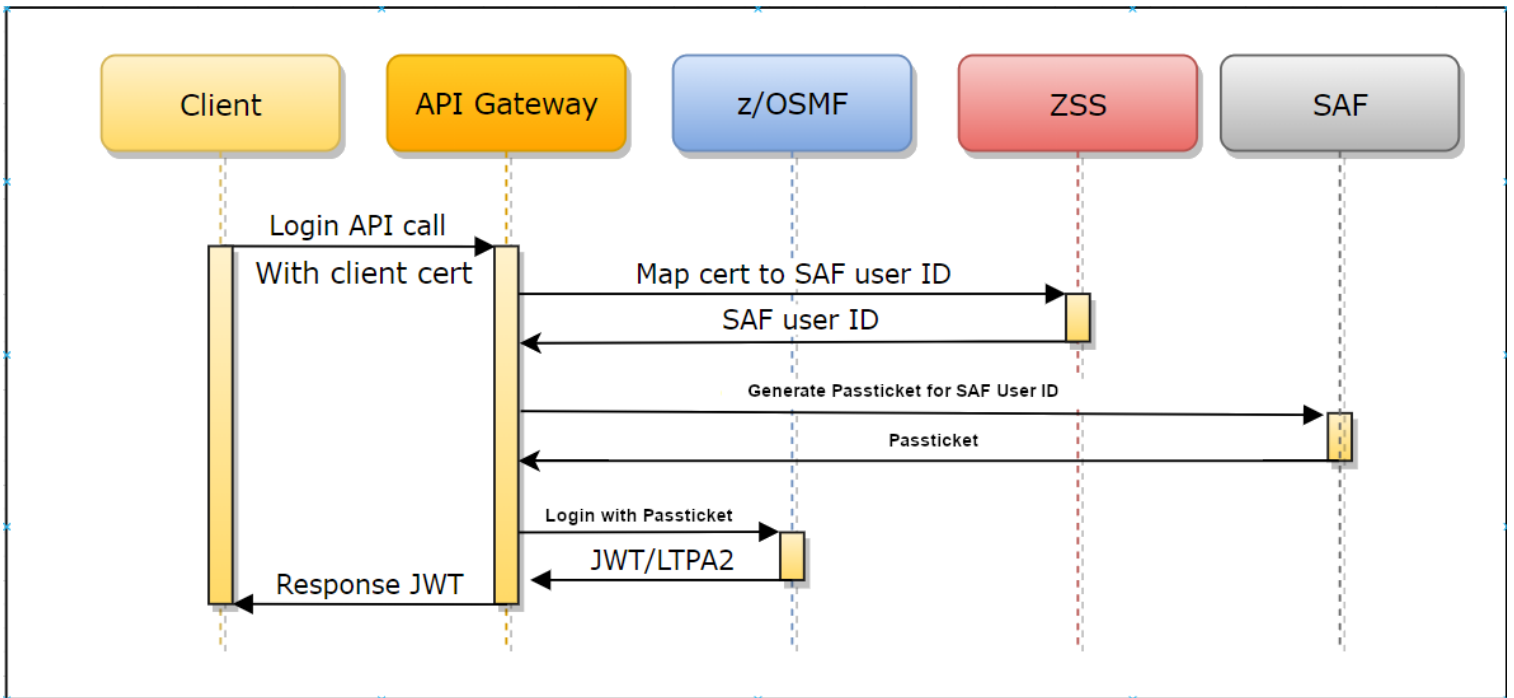 Client
API Gateway
z/OSMF
ZSS
SAF
Login API call
With client cert
Map cert to SAF user ID
SAF user ID
Generate Passticket for SAF User ID
Passticket
Login with Passticket
JWT/LTPA2
Response JWT